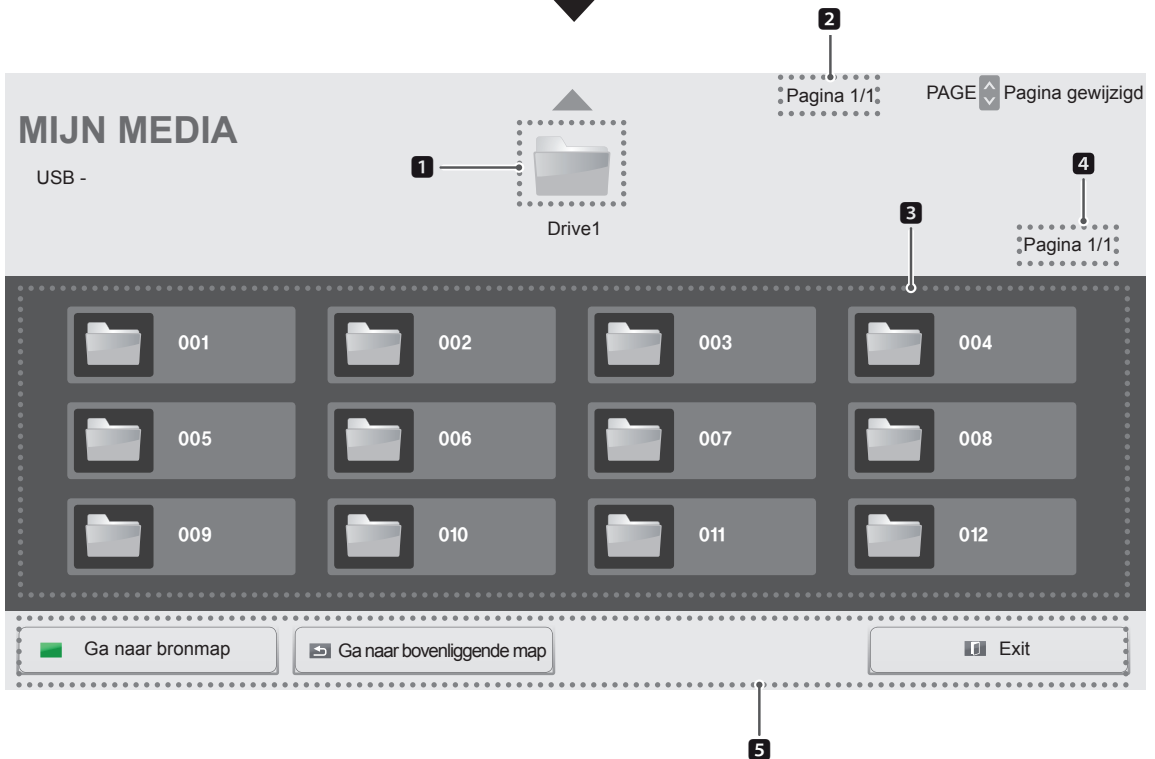 2
Pagina 1/1
PAGE Pagina gewijzigd
MIJN MEDIA
1
4
USB -
3
Drive1
Pagina 1/1
001 002 003 004
005 006 007 008
009 010 011 012
Ga naar bronmap Ga naar bovenliggende map Exit
5